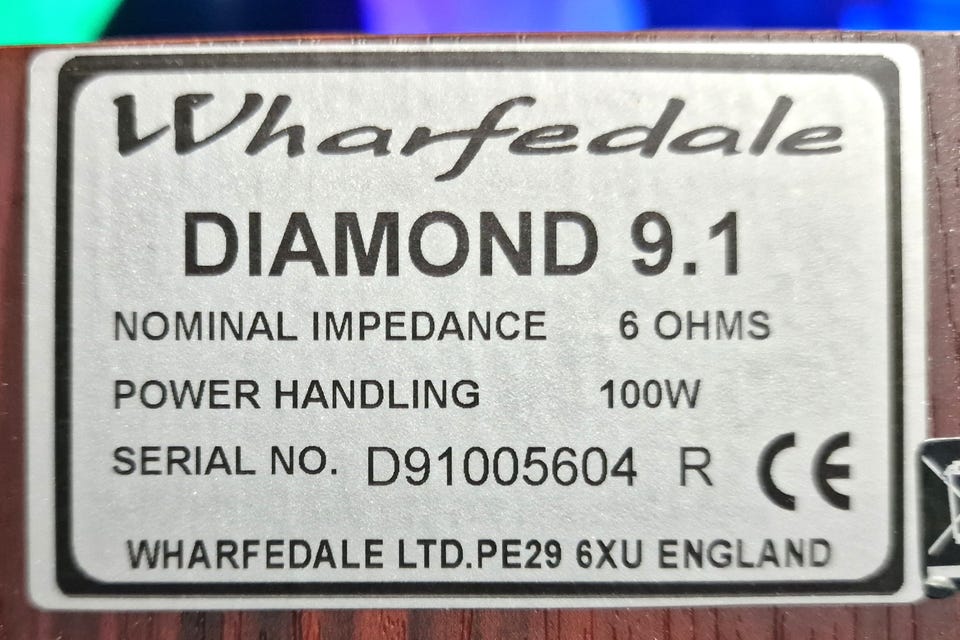 Wharfedale
DIAMOND 9.1
NOMINAL IMPEDANCE 6 OHMS
POWER HANDLING 100W
SERIAL NO. D91005604 R CE
WHARFEDALE LTD.PE29 6XU ENGLAND